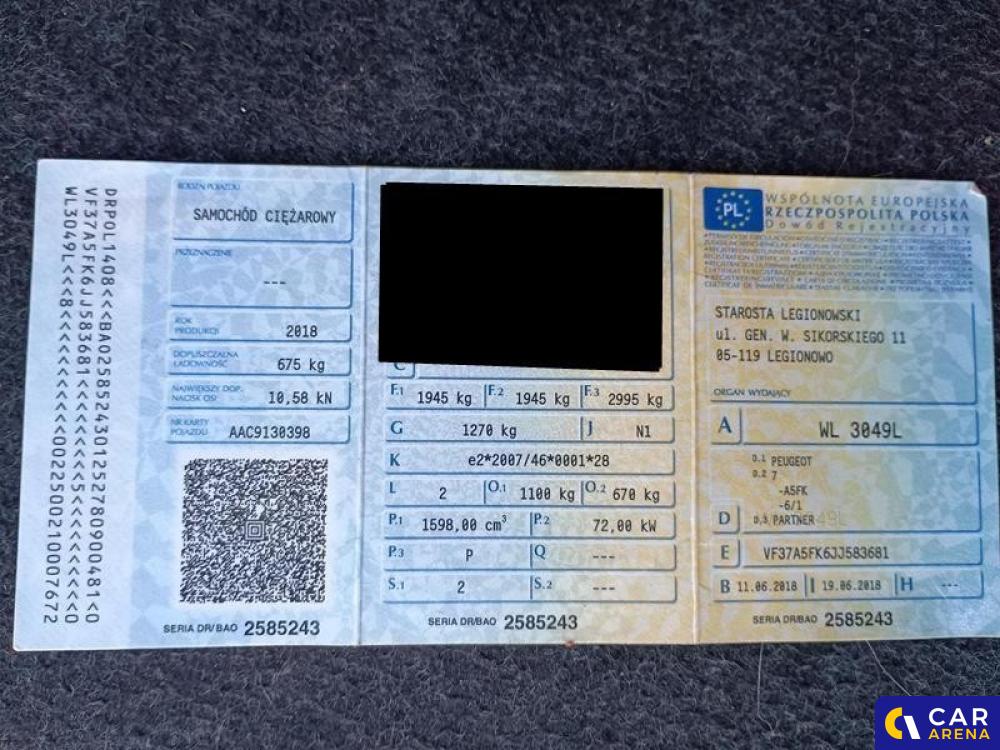 DRPOL1408<<<BA0258524301252780900481<0
VF37A5FK6JJ583681<<<<<<5<<<<<<<<<<<<<0
WL3049L<<8<<<<<<<<<<<<<002500210007672
RODZAJ POJAZDU
SAMOCHÓD CIĘŻAROWY
PRZEZNACZENIE
---
ROK PRODUKCJI 2018
DOPUSZCZALNA ŁADOWNOŚĆ 675 kg
NAJWIĘKSZY DOP. NACISK OSI 10,58 kN
NR KARTY POJAZDU AAC9130398
SERIA DR/BAO 2585243
C
F.1 1945 kg F.2 1945 kg F.3 2995 kg
G 1270 kg J N1
K e2*2007/46*0001*28
L 2 O.1 1100 kg O.2 670 kg
P.1 1598,00 cm³ P.2 72,00 kW
P.3 P Q ---
S.1 2 S.2 ---
SERIA DR/BAO 2585243
PL
WSPÓLNOTA EUROPEJSKA
RZECZPOSPOLITA POLSKA
Dowód Rejestracyjny
STAROSTA LEGIONOWSKI
ul. GEN. W. SIKORSKIEGO 11
05-119 LEGIONOWO
ORGAN WYDAJĄCY
A WL 3049L
D.1 PEUGEOT
D.2 7
-A5FK
-6/1
D D.3 PARTNER
E VF37A5FK6JJ583681
B 11.06.2018 I 19.06.2018 H ---
SERIA DR/BAO 2585243
CAR
ARENA